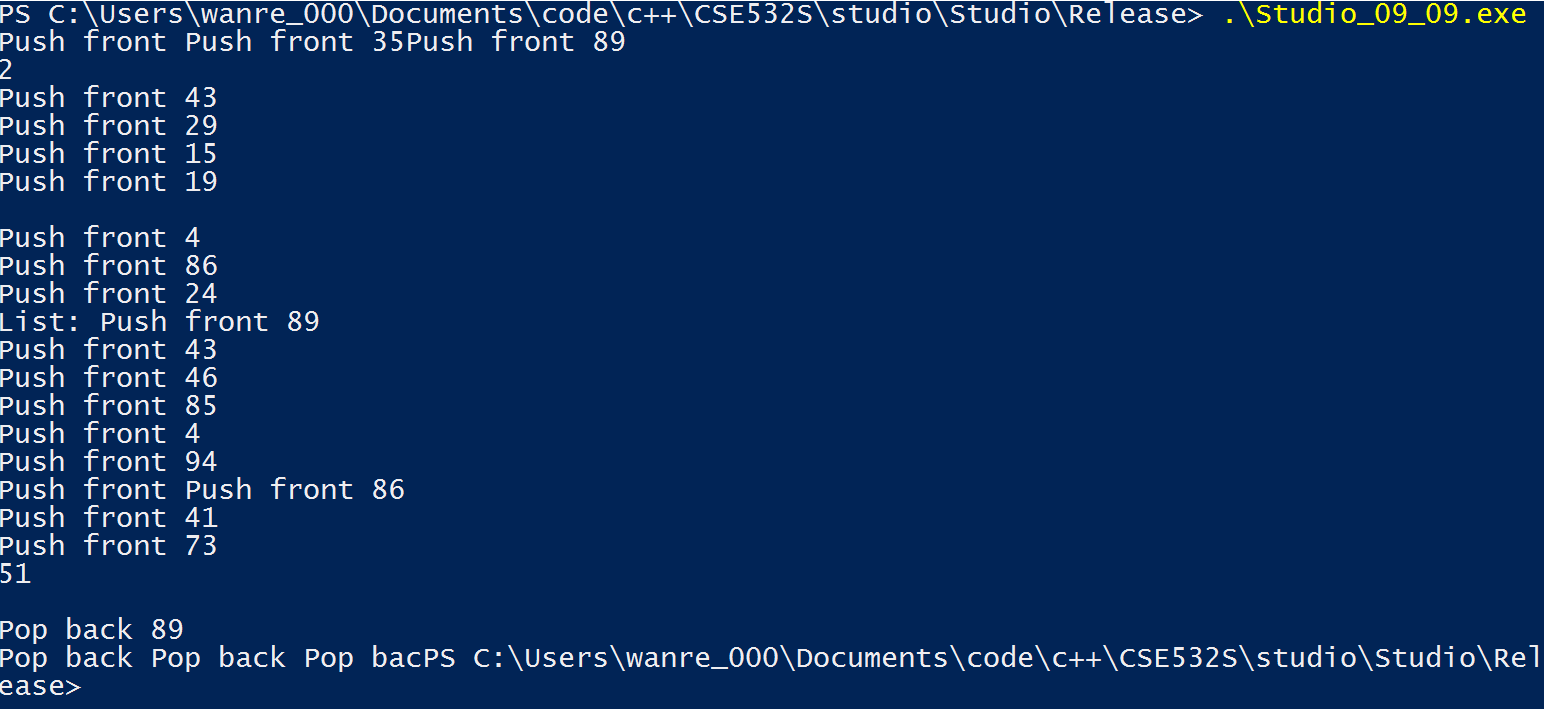 PS C:\Users\wanre_000\Documents\code\c++\CSE532S\studio\Studio\Release> .\Studio_09_09.exe
Push front Push front 35Push front 89
2
Push front 43
Push front 29
Push front 15
Push front 19
Push front 4
Push front 86
Push front 24
List: Push front 89
Push front 43
Push front 46
Push front 85
Push front 4
Push front 94
Push front Push front 86
Push front 41
Push front 73
51
Pop back 89
Pop back Pop back Pop bacPS C:\Users\wanre_000\Documents\code\c++\CSE532S\studio\Studio\Rel
ease>